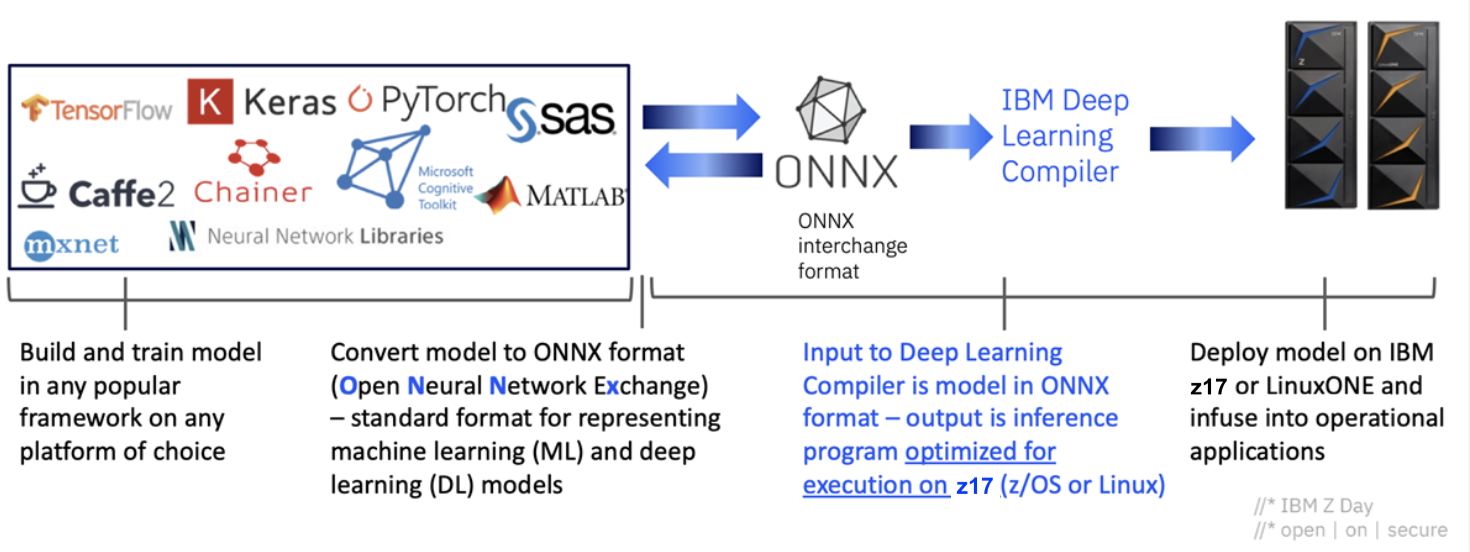 TensorFlow
K Keras
PyTorch
sas
Caffe2
Chainer
Microsoft
Cognitive
Toolkit
MATLAB
mxnet
Neural Network Libraries
ONNX
ONNX
interchange
format
IBM Deep
Learning
Compiler
Z
Build and train model
in any popular
framework on any
platform of choice
Convert model to ONNX format
(Open Neural Network Exchange)
– standard format for representing
machine learning (ML) and deep
learning (DL) models
Input to Deep Learning
Compiler is model in ONNX
format – output is inference
program optimized for
execution on z17 (z/OS or Linux)
Deploy model on IBM
z17 or LinuxONE and
infuse into operational
applications
//* IBM Z Day
//* open | on | secure